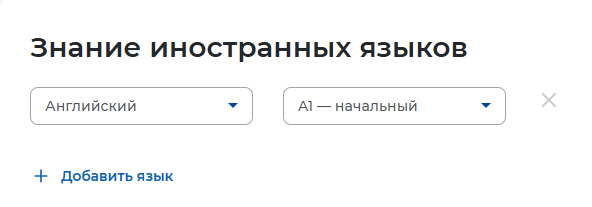 Знание иностранных языков
Английский
A1 — начальный
Добавить язык